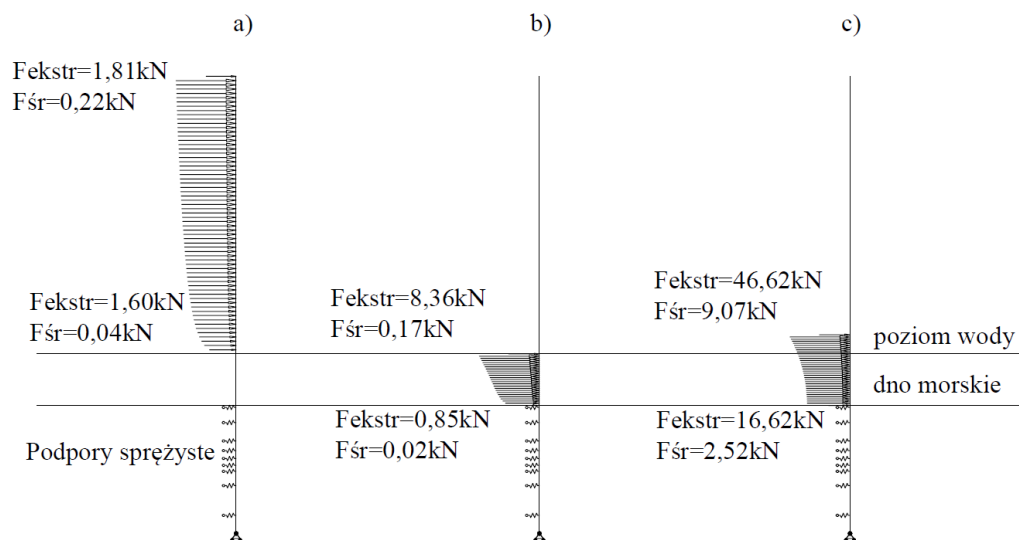 a)
b)
c)
Fekstr=1,81kN
Fśr=0,22kN
Fekstr=1,60kN
Fśr=0,04kN
Fekstr=8,36kN
Fśr=0,17kN
Fekstr=46,62kN
Fśr=9,07kN
poziom wody
dno morskie
Fekstr=0,85kN
Fśr=0,02kN
Fekstr=16,62kN
Fśr=2,52kN
Podpory sprężyste